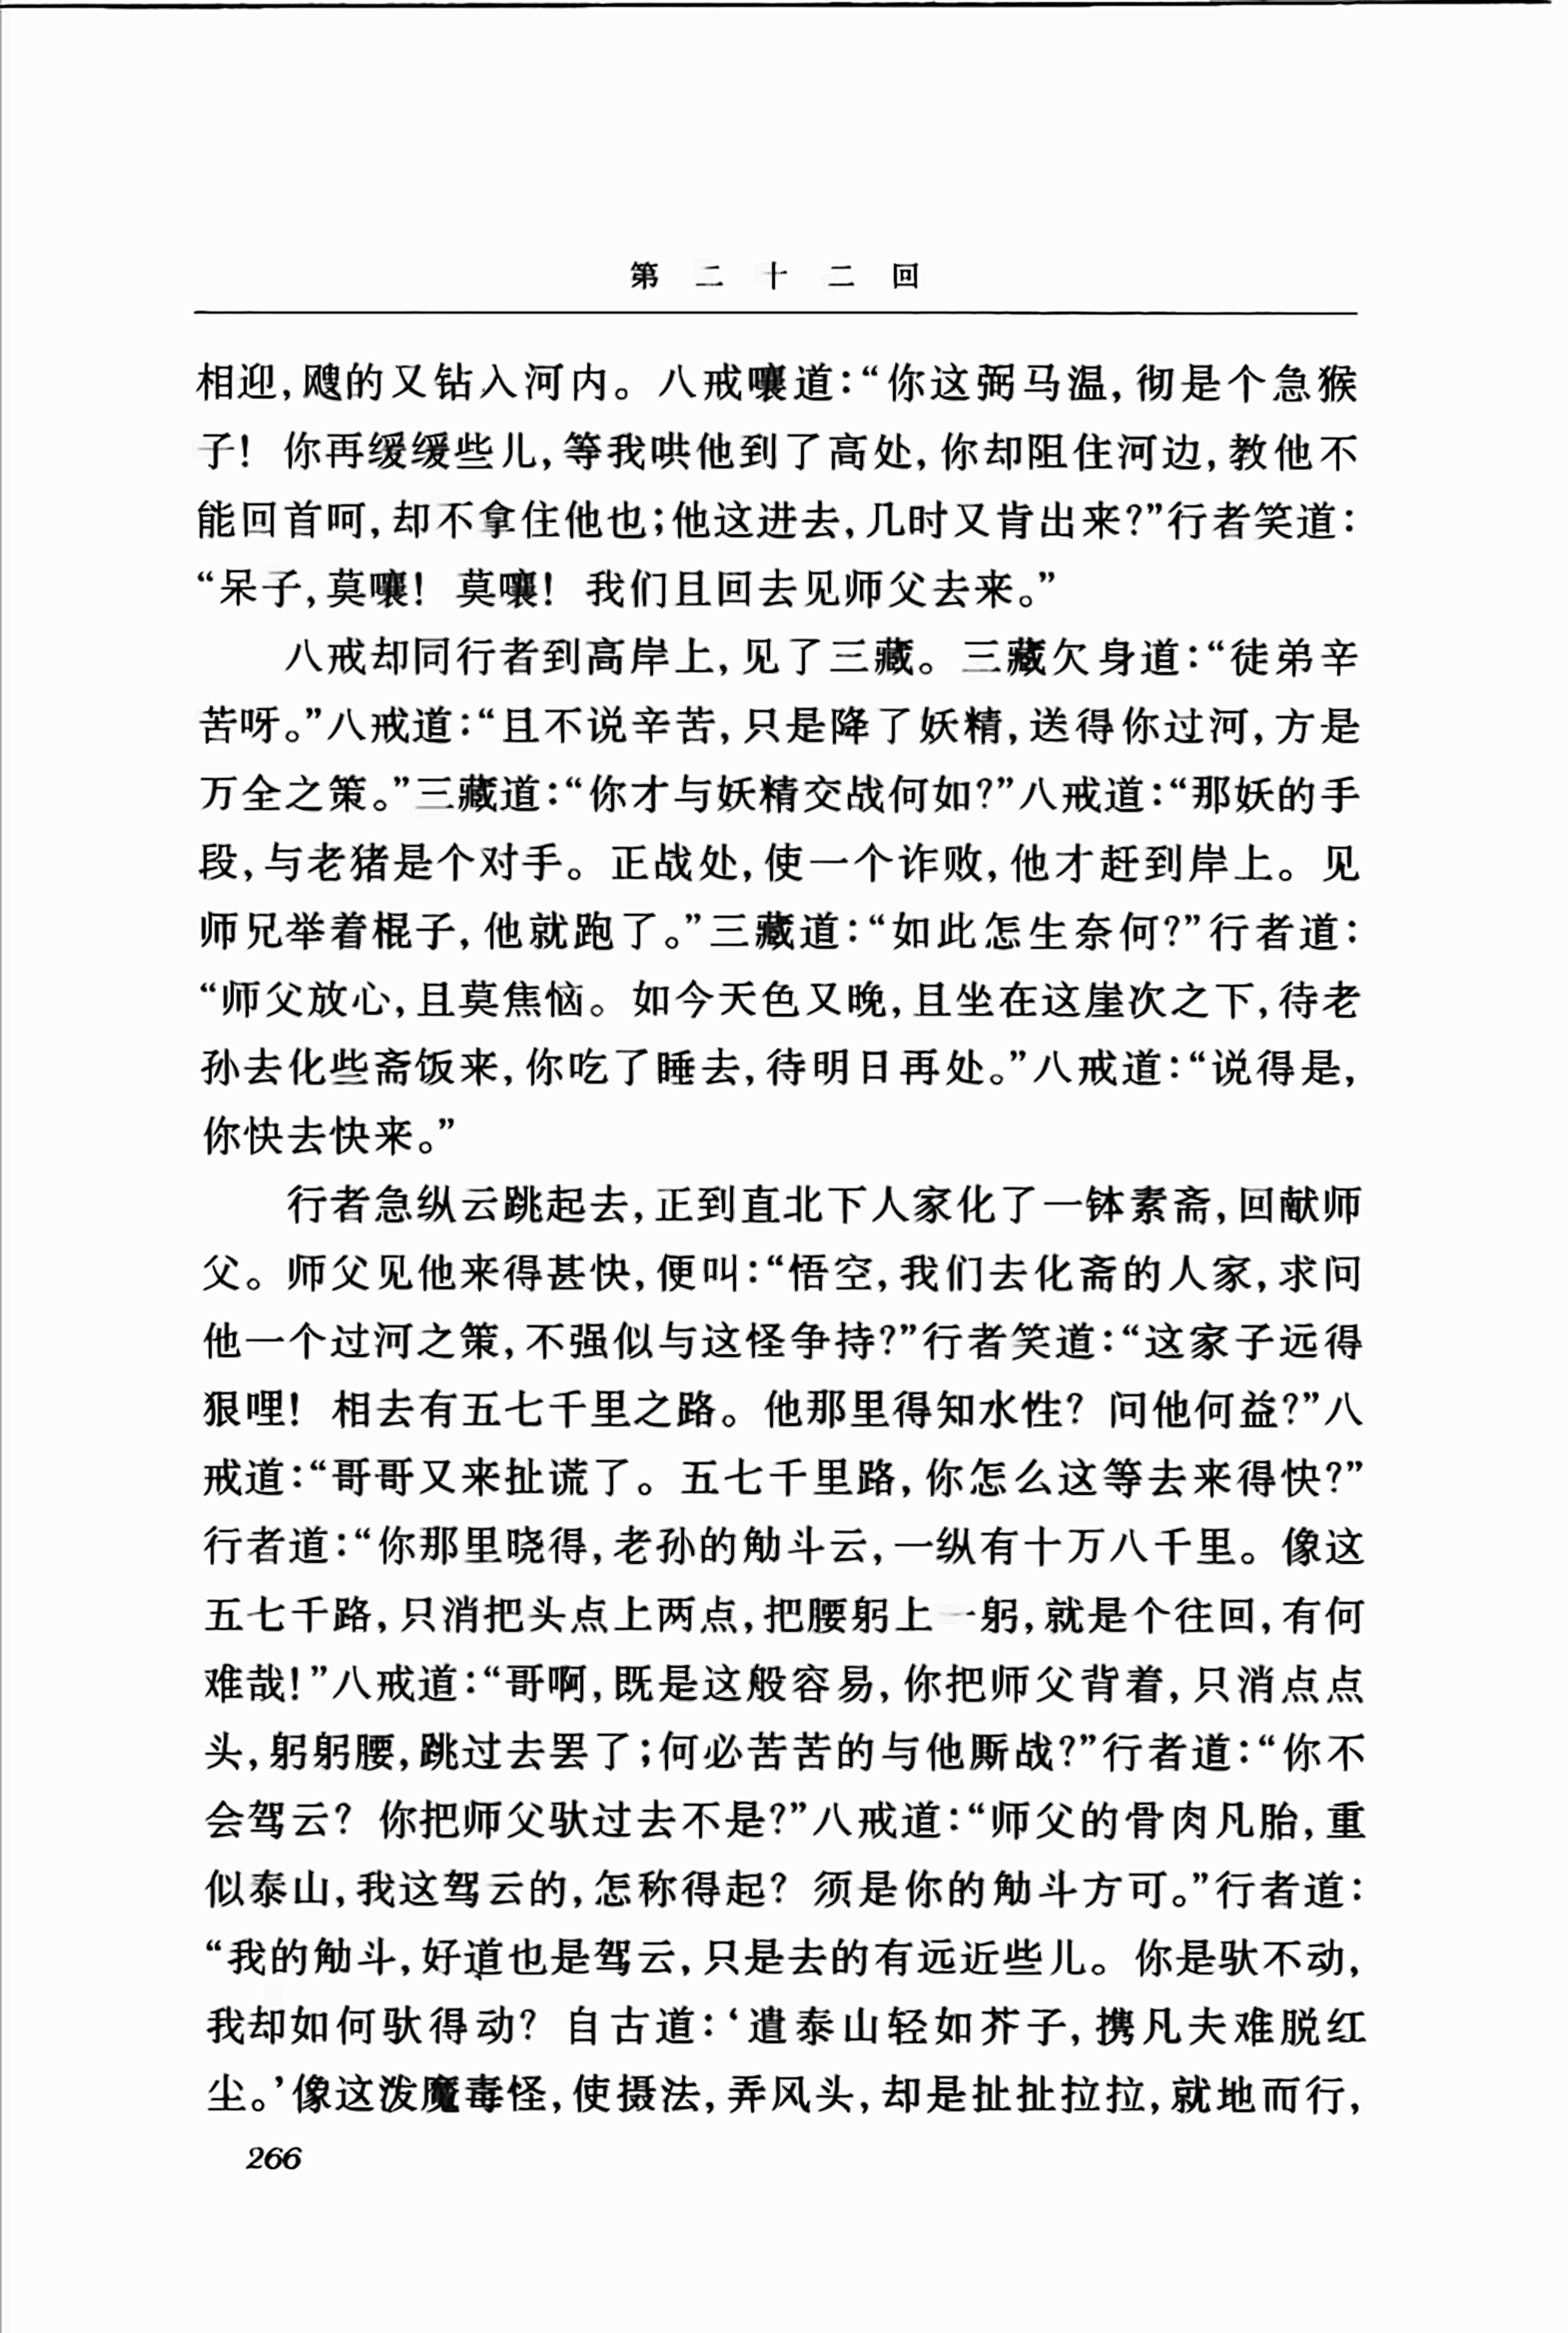 第二十二回
相迎,飕的又钻入河内。八戒嚷道:“你这弼马温,彻是个急猴
子! 你再缓缓些儿,等我哄他到了高处,你却阻住河边,教他不
能回首呵,却不拿住他也;他这进去,几时又肯出来?”行者笑道:
“呆子,莫嚷! 莫嚷! 我们且回去见师父去来。”
八戒却同行者到高岸上,见了三藏。三藏欠身道:“徒弟辛
苦呀。”八戒道:“且不说辛苦,只是降了妖精,送得你过河,方是
万全之策。”三藏道:“你才与妖精交战何如?”八戒道:“那妖的手
段,与老猪是个对手。正战处,使一个诈败,他才赶到岸上。见
师兄举着棍子,他就跑了。”三藏道:“如此怎生奈何?”行者道:
“师父放心,且莫焦恼。如今天色又晚,且坐在这崖次之下,待老
孙去化些斋饭来,你吃了睡去,待明日再处。”八戒道:“说得是,
你快去快来。”
行者急纵云跳起去,正到直北下人家化了一钵素斋,回献师
父。师父见他来得甚快,便叫:“悟空,我们去化斋的人家,求问
他一个过河之策,不强似与这怪争持?”行者笑道:“这家子远得
狠哩! 相去有五七千里之路。他那里得知水性? 问他何益?”八
戒道:“哥哥又来扯谎了。五七千里路,你怎么这等去来得快?”
行者道:“你那里晓得,老孙的觔斗云,一纵有十万八千里。像这
五七千路,只消把头点上两点,把腰躬上一躬,就是个往回,有何
难哉!”八戒道:“哥啊,既是这般容易,你把师父背着,只消点点
头,躬躬腰,跳过去罢了;何必苦苦的与他厮战?”行者道:“你不
会驾云? 你把师父驮过去不是?”八戒道:“师父的骨肉凡胎,重
似泰山,我这驾云的,怎称得起? 须是你的觔斗方可。”行者道:
“我的觔斗,好道也是驾云,只是去的有远近些儿。你是驮不动,
我却如何驮得动? 自古道:‘遣泰山轻如芥子,携凡夫难脱红
尘。’像这泼魔毒怪,使摄法,弄风头,却是扯扯拉拉,就地而行,
266